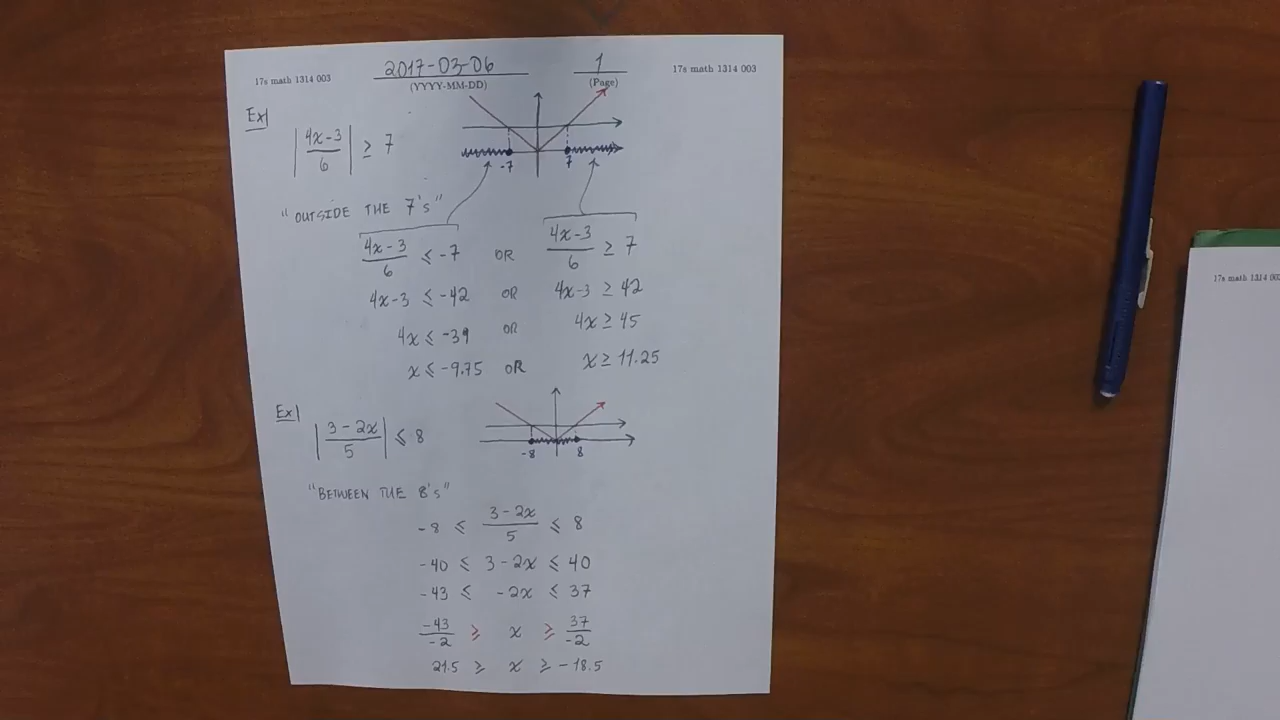 17s math 1314 003 2017-03-06 1 17s math 1314 003
(YYYY-MM-DD) (Page)
Ex|
|(4x-3)/6| ≥ 7
-7 7
"OUTSIDE THE 7's"
(4x-3)/6 ≤ -7 OR (4x-3)/6 ≥ 7
4x-3 ≤ -42 OR 4x-3 ≥ 42
4x ≤ -39 OR 4x ≥ 45
x ≤ -9.75 OR x ≥ 11.25
Ex|
|(3-2x)/5| ≤ 8
-8 8
"BETWEEN THE 8's"
-8 ≤ (3-2x)/5 ≤ 8
-40 ≤ 3-2x ≤ 40
-43 ≤ -2x ≤ 37
-43/-2 ≥ x ≥ 37/-2
21.5 ≥ x ≥ -18.5
17s math 1314